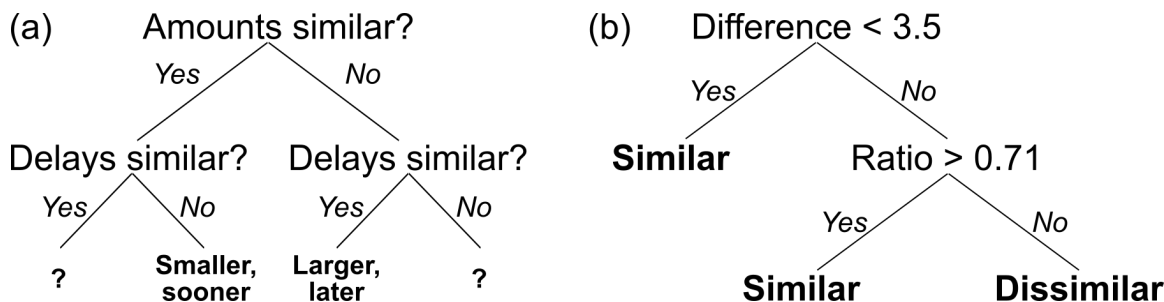 (a)
Amounts similar?
Yes
No
Delays similar?
Delays similar?
Yes
No
Yes
No
?
Smaller,
sooner
Larger,
later
?
(b)
Difference < 3.5
Yes
No
Similar
Ratio > 0.71
Yes
No
Similar
Dissimilar